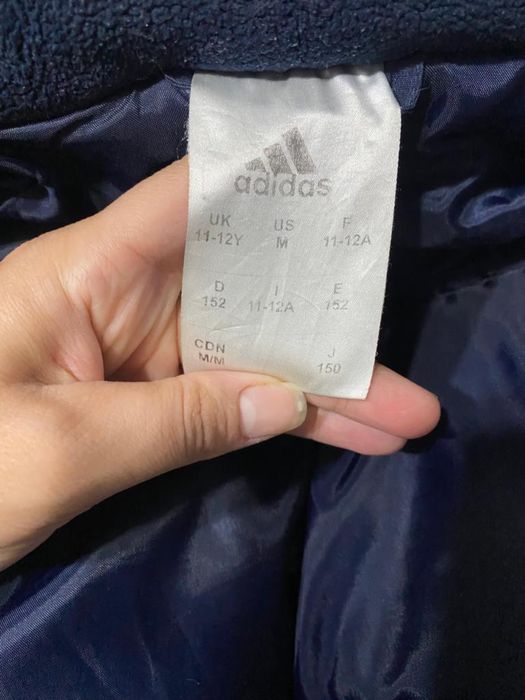 adidas
UK US F
11-12Y M 11-12A
D I E
152 11-12A 152
CDN J
M/M 150